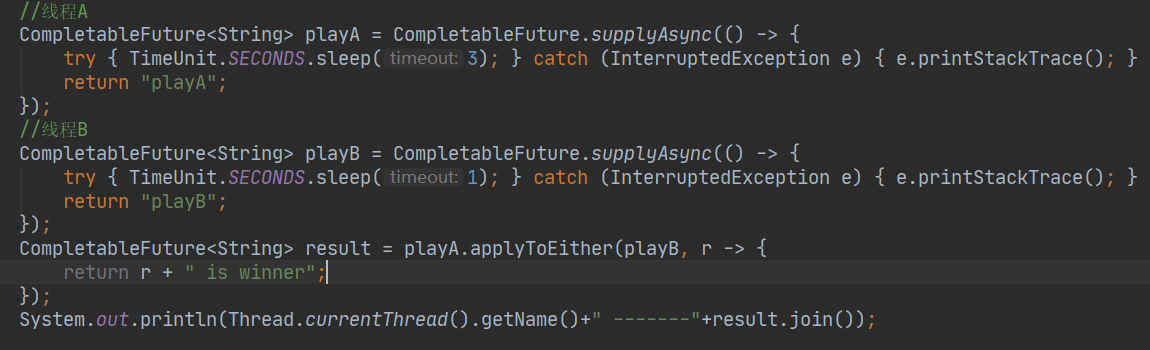 //线程A
CompletableFuture<String> playA = CompletableFuture.supplyAsync(() -> {
    try { TimeUnit.SECONDS.sleep( timeout: 3); } catch (InterruptedException e) { e.printStackTrace(); }
    return "playA";
});
//线程B
CompletableFuture<String> playB = CompletableFuture.supplyAsync(() -> {
    try { TimeUnit.SECONDS.sleep( timeout: 1); } catch (InterruptedException e) { e.printStackTrace(); }
    return "playB";
});
CompletableFuture<String> result = playA.applyToEither(playB, r -> {
    return r + " is winner";
});
System.out.println(Thread.currentThread().getName()+" -------"+result.join());